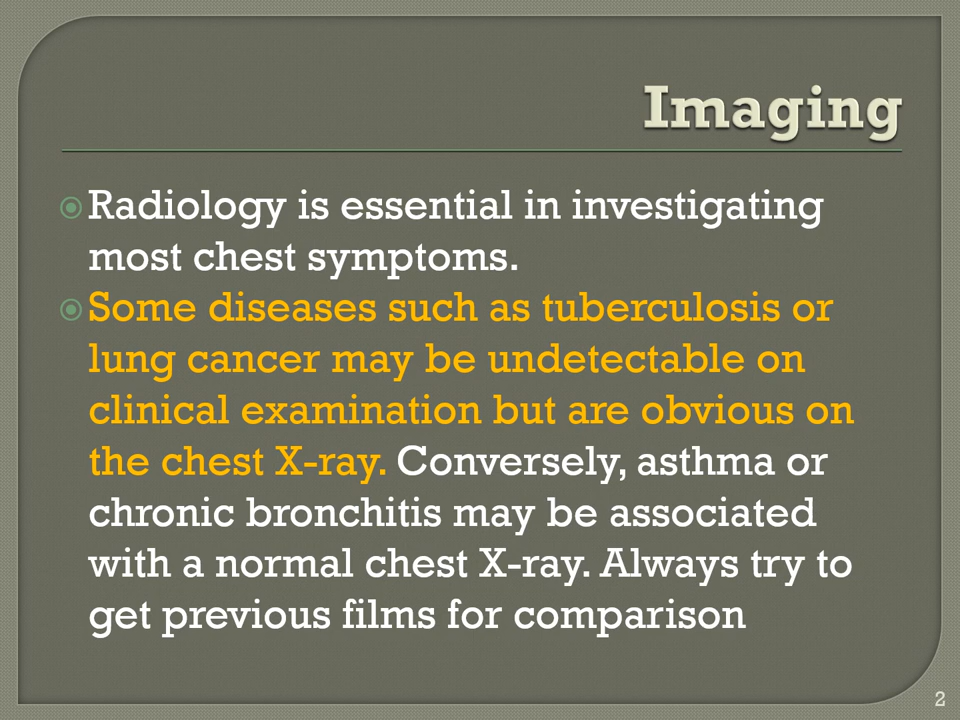 Imaging
Radiology is essential in investigating
most chest symptoms.
Some diseases such as tuberculosis or
lung cancer may be undetectable on
clinical examination but are obvious on
the chest X-ray. Conversely, asthma or
chronic bronchitis may be associated
with a normal chest X-ray. Always try to
get previous films for comparison
2